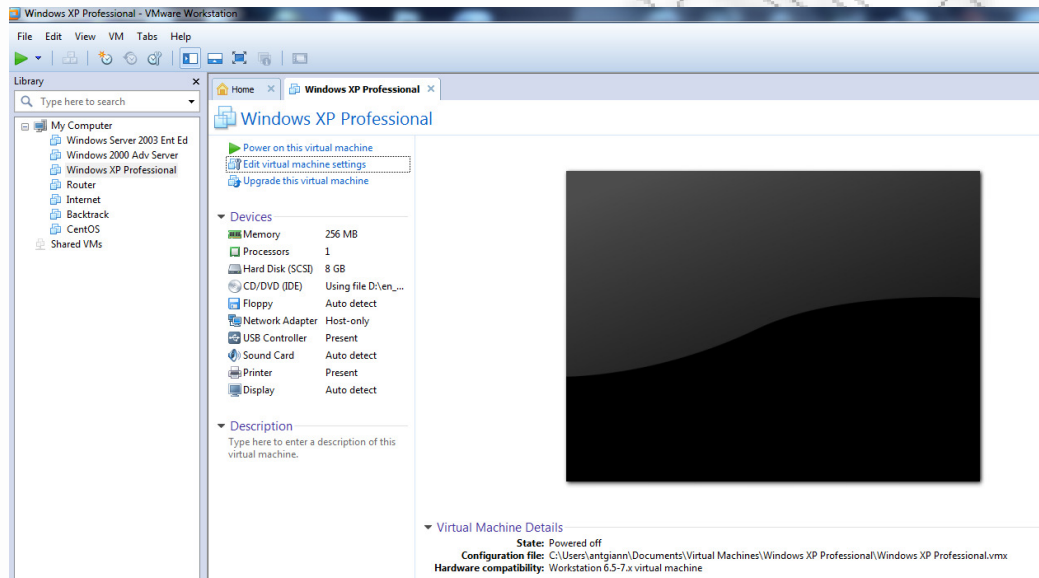 Windows XP Professional - VMware Workstation
File Edit View VM Tabs Help
Library ×
Type here to search
My Computer
Windows Server 2003 Ent Ed
Windows 2000 Adv Server
Windows XP Professional
Router
Internet
Backtrack
CentOS
Shared VMs
Home × Windows XP Professional ×
Windows XP Professional
Power on this virtual machine
Edit virtual machine settings
Upgrade this virtual machine
Devices
Memory 256 MB
Processors 1
Hard Disk (SCSI) 8 GB
CD/DVD (IDE) Using file D:\en_...
Floppy Auto detect
Network Adapter Host-only
USB Controller Present
Sound Card Auto detect
Printer Present
Display Auto detect
Description
Type here to enter a description of this
virtual machine.
Virtual Machine Details
State: Powered off
Configuration file: C:\Users\antgiann\Documents\Virtual Machines\Windows XP Professional\Windows XP Professional.vmx
Hardware compatibility: Workstation 6.5-7.x virtual machine